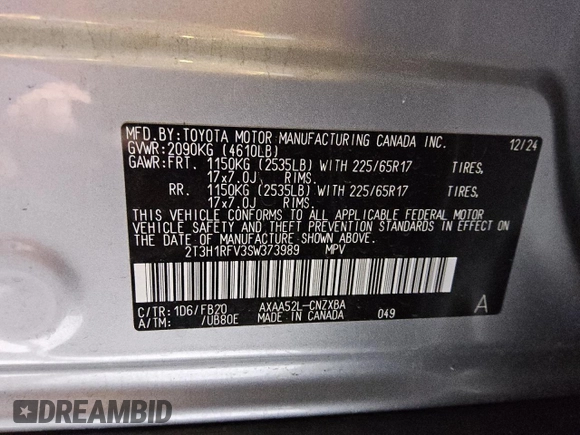 MFD.BY:TOYOTA MOTOR MANUFACTURING CANADA INC.
GVWR:2090KG (4610LB) 12/24
GAWR:FRT. 1150KG (2535LB) WITH 225/65R17 TIRES,
17x7.0J RIMS.
RR. 1150KG (2535LB) WITH 225/65R17 TIRES,
17x7.0J RIMS.
THIS VEHICLE CONFORMS TO ALL APPLICABLE FEDERAL MOTOR
VEHICLE SAFETY AND THEFT PREVENTION STANDARDS IN EFFECT ON
THE DATE OF MANUFACTURE SHOWN ABOVE.
2T3H1RFV3SW373989 MPV
C/TR:1D6/FB20 AXAA52L-CNZXBA A
A/TM: /UB80E MADE IN CANADA 049
DREAMBID